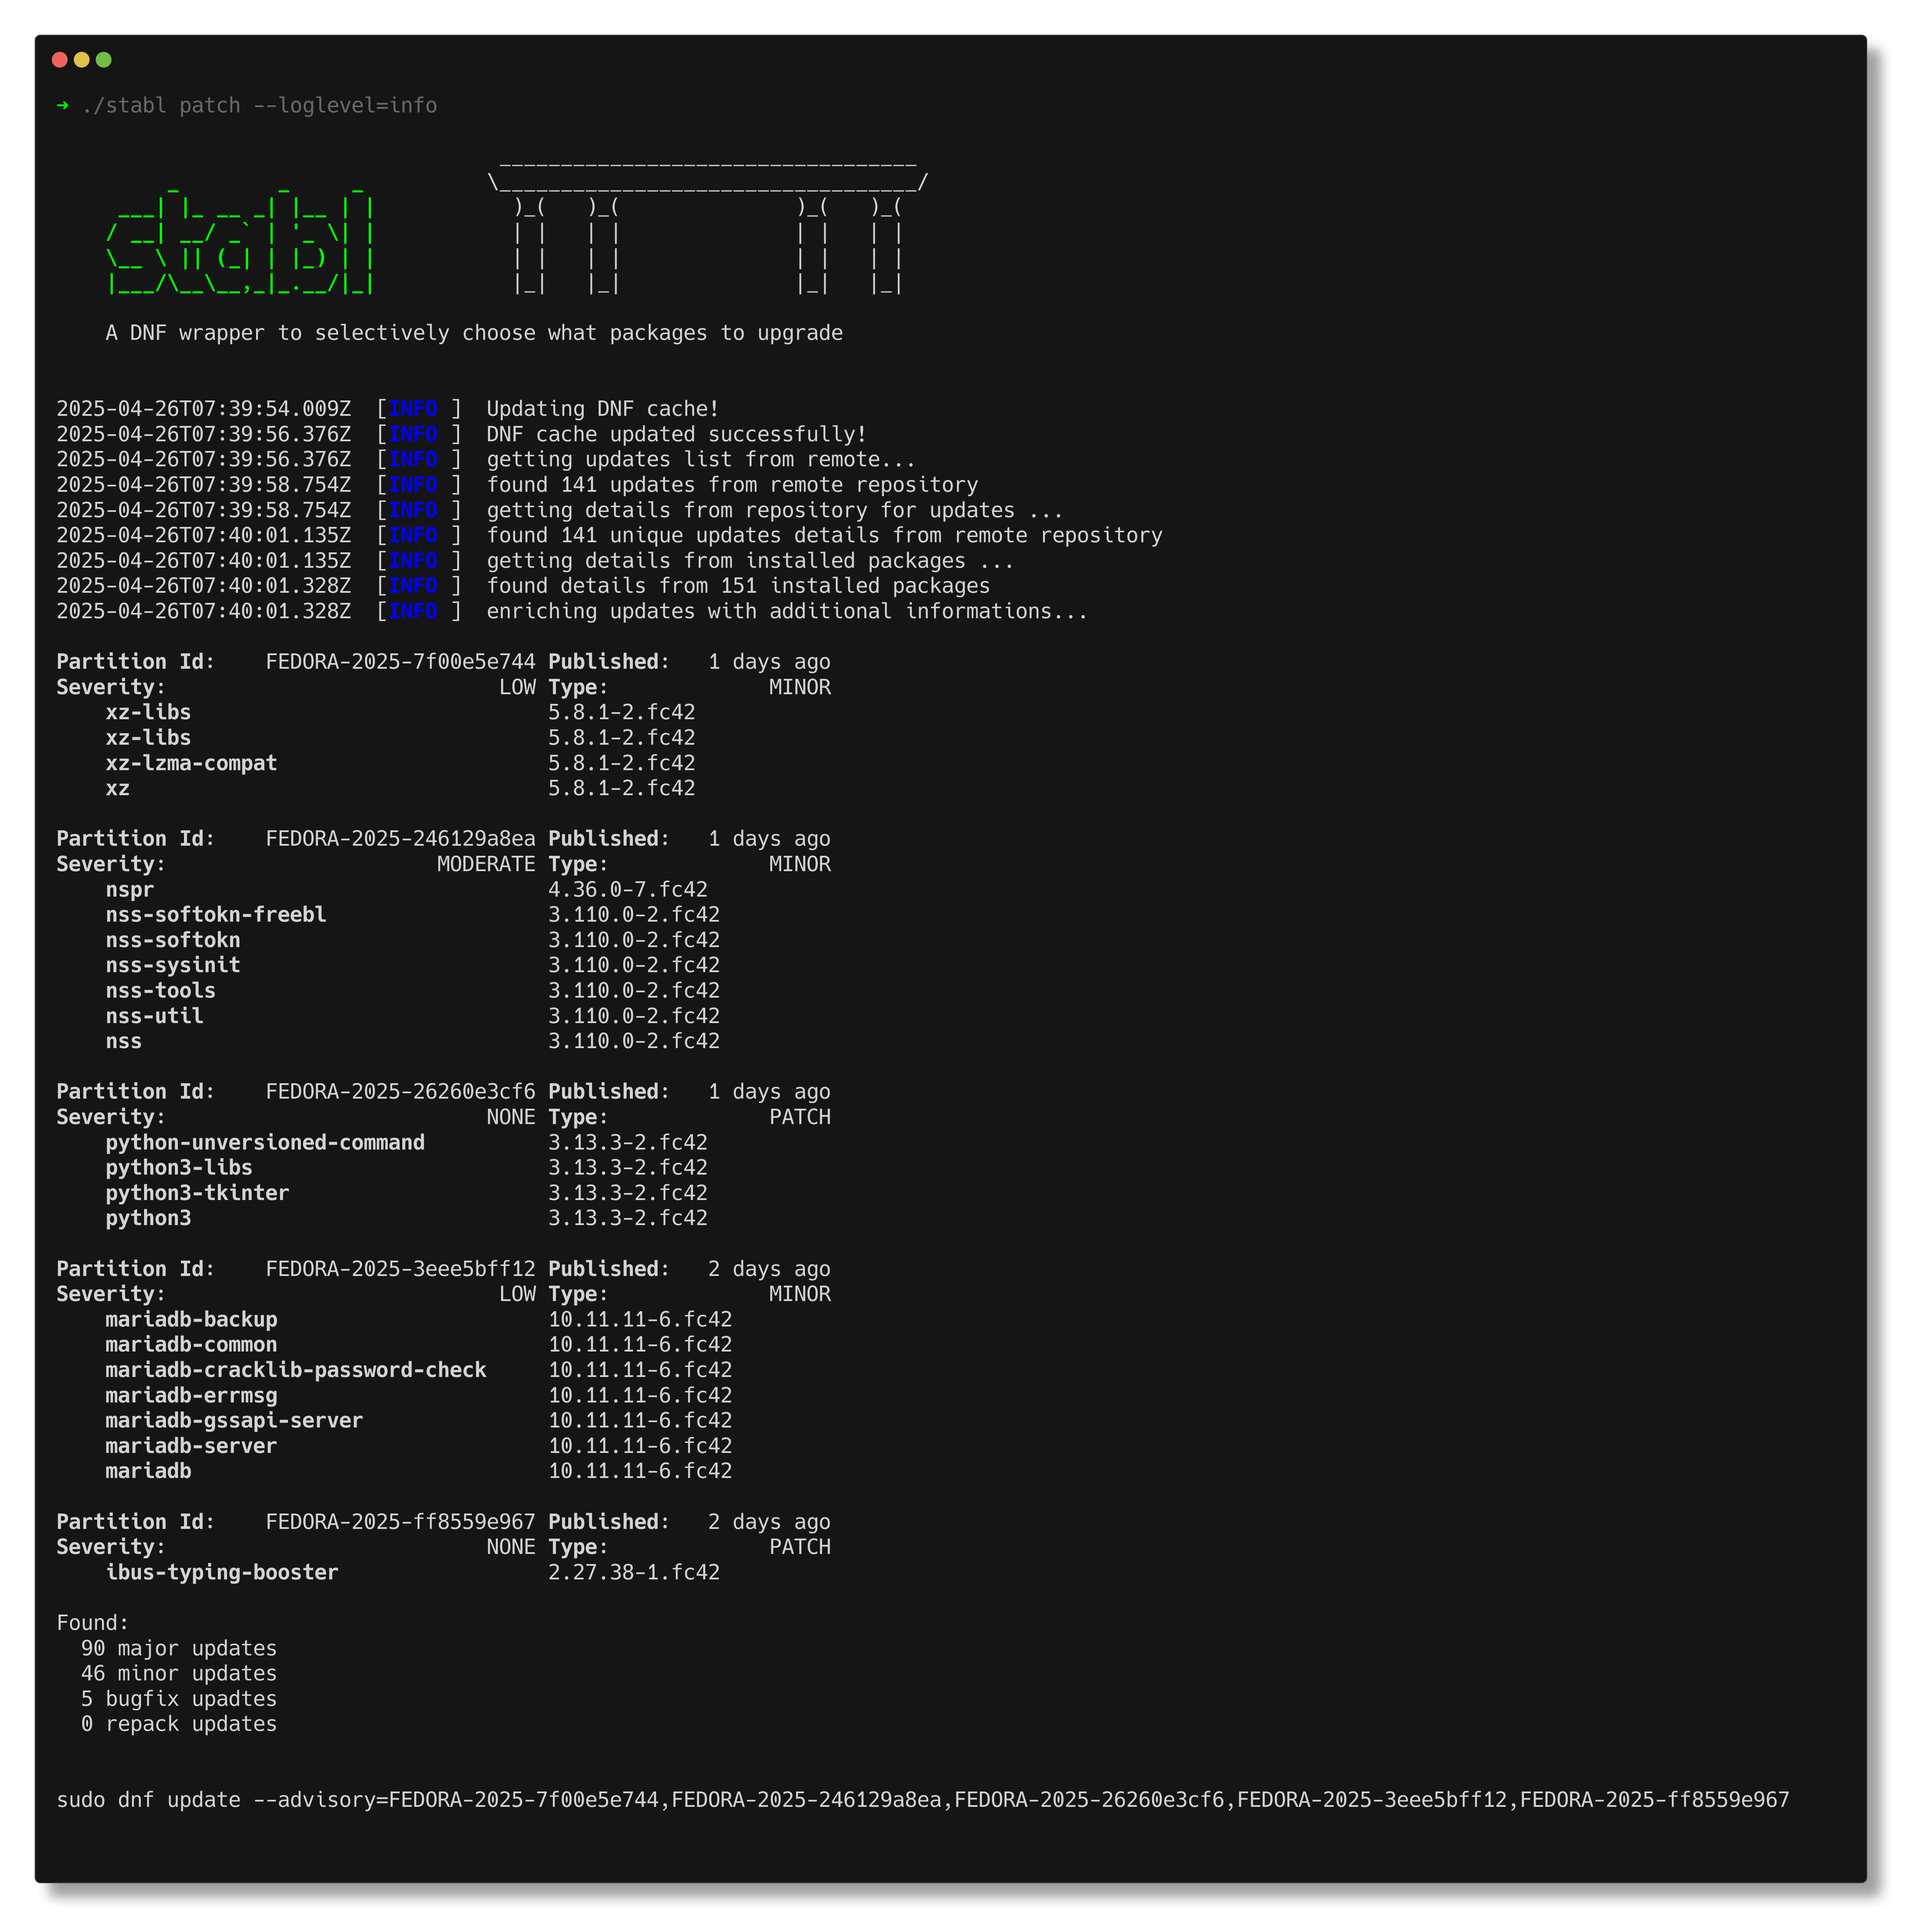 ➜ ./stabl patch --loglevel=info
__________________________________
_ _ _ \__________________________________/
___| |_ __ _| |__ | | )_( )_( )_( )_(
/ __| __/ _` | '_ \| | | | | | | | | |
\__ \ || (_| | |_) | | | | | | | | | |
|___/\__\__,_|_.__/|_| |_| |_| |_| |_|
A DNF wrapper to selectively choose what packages to upgrade
2025-04-26T07:39:54.009Z [INFO ] Updating DNF cache!
2025-04-26T07:39:56.376Z [INFO ] DNF cache updated successfully!
2025-04-26T07:39:56.376Z [INFO ] getting updates list from remote...
2025-04-26T07:39:58.754Z [INFO ] found 141 updates from remote repository
2025-04-26T07:39:58.754Z [INFO ] getting details from repository for updates ...
2025-04-26T07:40:01.135Z [INFO ] found 141 unique updates details from remote repository
2025-04-26T07:40:01.135Z [INFO ] getting details from installed packages ...
2025-04-26T07:40:01.328Z [INFO ] found details from 151 installed packages
2025-04-26T07:40:01.328Z [INFO ] enriching updates with additional informations...
Partition Id: FEDORA-2025-7f00e5e744 Published: 1 days ago
Severity: LOW Type: MINOR
xz-libs 5.8.1-2.fc42
xz-libs 5.8.1-2.fc42
xz-lzma-compat 5.8.1-2.fc42
xz 5.8.1-2.fc42
Partition Id: FEDORA-2025-246129a8ea Published: 1 days ago
Severity: MODERATE Type: MINOR
nspr 4.36.0-7.fc42
nss-softokn-freebl 3.110.0-2.fc42
nss-softokn 3.110.0-2.fc42
nss-sysinit 3.110.0-2.fc42
nss-tools 3.110.0-2.fc42
nss-util 3.110.0-2.fc42
nss 3.110.0-2.fc42
Partition Id: FEDORA-2025-26260e3cf6 Published: 1 days ago
Severity: NONE Type: PATCH
python-unversioned-command 3.13.3-2.fc42
python3-libs 3.13.3-2.fc42
python3-tkinter 3.13.3-2.fc42
python3 3.13.3-2.fc42
Partition Id: FEDORA-2025-3eee5bff12 Published: 2 days ago
Severity: LOW Type: MINOR
mariadb-backup 10.11.11-6.fc42
mariadb-common 10.11.11-6.fc42
mariadb-cracklib-password-check 10.11.11-6.fc42
mariadb-errmsg 10.11.11-6.fc42
mariadb-gssapi-server 10.11.11-6.fc42
mariadb-server 10.11.11-6.fc42
mariadb 10.11.11-6.fc42
Partition Id: FEDORA-2025-ff8559e967 Published: 2 days ago
Severity: NONE Type: PATCH
ibus-typing-booster 2.27.38-1.fc42
Found:
90 major updates
46 minor updates
5 bugfix upadtes
0 repack updates
sudo dnf update --advisory=FEDORA-2025-7f00e5e744,FEDORA-2025-246129a8ea,FEDORA-2025-26260e3cf6,FEDORA-2025-3eee5bff12,FEDORA-2025-ff8559e967